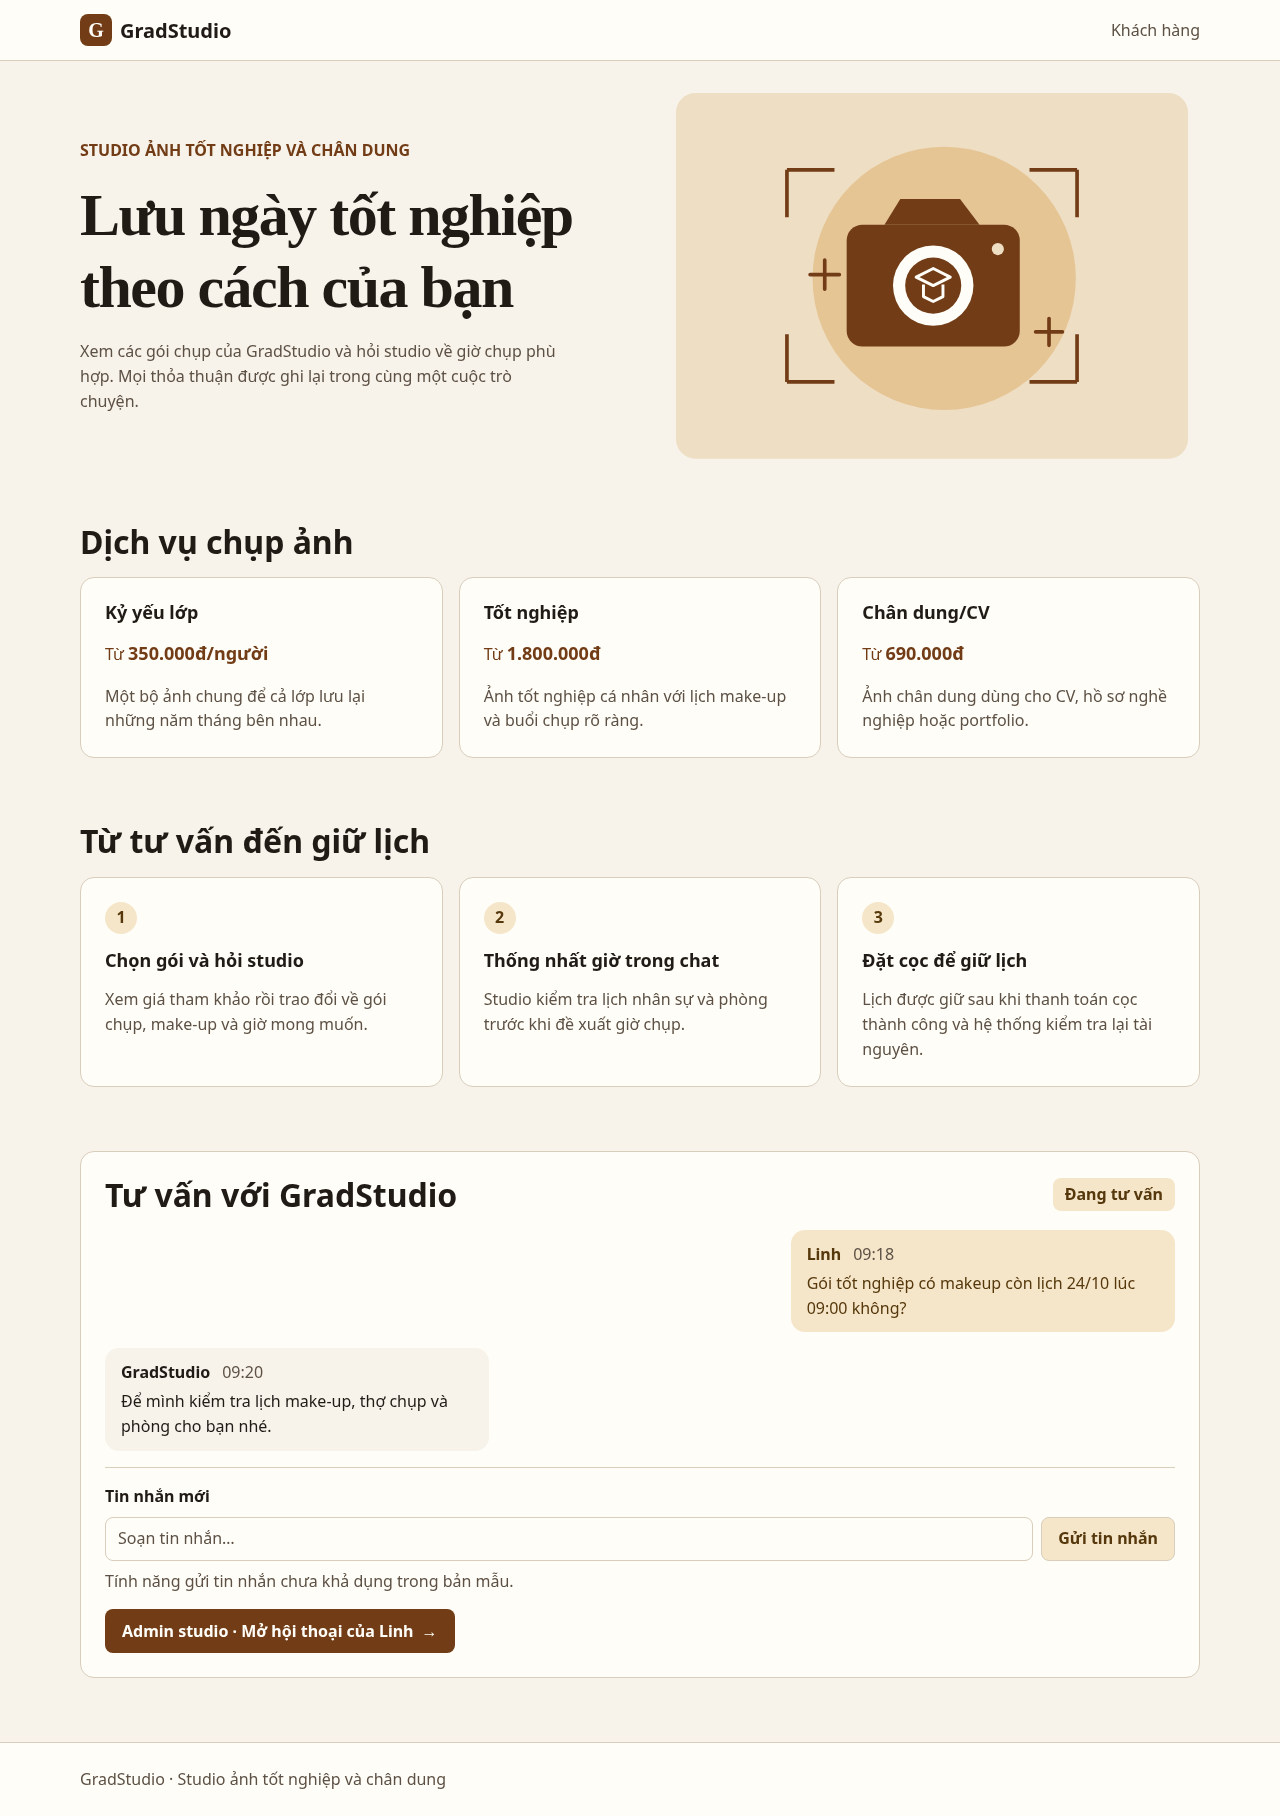 G GradStudio
Khách hàng
STUDIO ẢNH TỐT NGHIỆP VÀ CHÂN DUNG
Lưu ngày tốt nghiệp
theo cách của bạn
Xem các gói chụp của GradStudio và hỏi studio về giờ chụp phù
hợp. Mọi thỏa thuận được ghi lại trong cùng một cuộc trò
chuyện.
Dịch vụ chụp ảnh
Kỷ yếu lớp
Từ 350.000đ/người
Một bộ ảnh chung để cả lớp lưu lại
những năm tháng bên nhau.
Tốt nghiệp
Từ 1.800.000đ
Ảnh tốt nghiệp cá nhân với lịch make-up
và buổi chụp rõ ràng.
Chân dung/CV
Từ 690.000đ
Ảnh chân dung dùng cho CV, hồ sơ nghề
nghiệp hoặc portfolio.
Từ tư vấn đến giữ lịch
1
Chọn gói và hỏi studio
Xem giá tham khảo rồi trao đổi về gói
chụp, make-up và giờ mong muốn.
2
Thống nhất giờ trong chat
Studio kiểm tra lịch nhân sự và phòng
trước khi đề xuất giờ chụp.
3
Đặt cọc để giữ lịch
Lịch được giữ sau khi thanh toán cọc
thành công và hệ thống kiểm tra lại tài
nguyên.
Tư vấn với GradStudio
Đang tư vấn
Linh 09:18
Gói tốt nghiệp có makeup còn lịch 24/10 lúc
09:00 không?
GradStudio 09:20
Để mình kiểm tra lịch make-up, thợ chụp và
phòng cho bạn nhé.
Tin nhắn mới
Soạn tin nhắn...
Gửi tin nhắn
Tính năng gửi tin nhắn chưa khả dụng trong bản mẫu.
Admin studio · Mở hội thoại của Linh →
GradStudio · Studio ảnh tốt nghiệp và chân dung